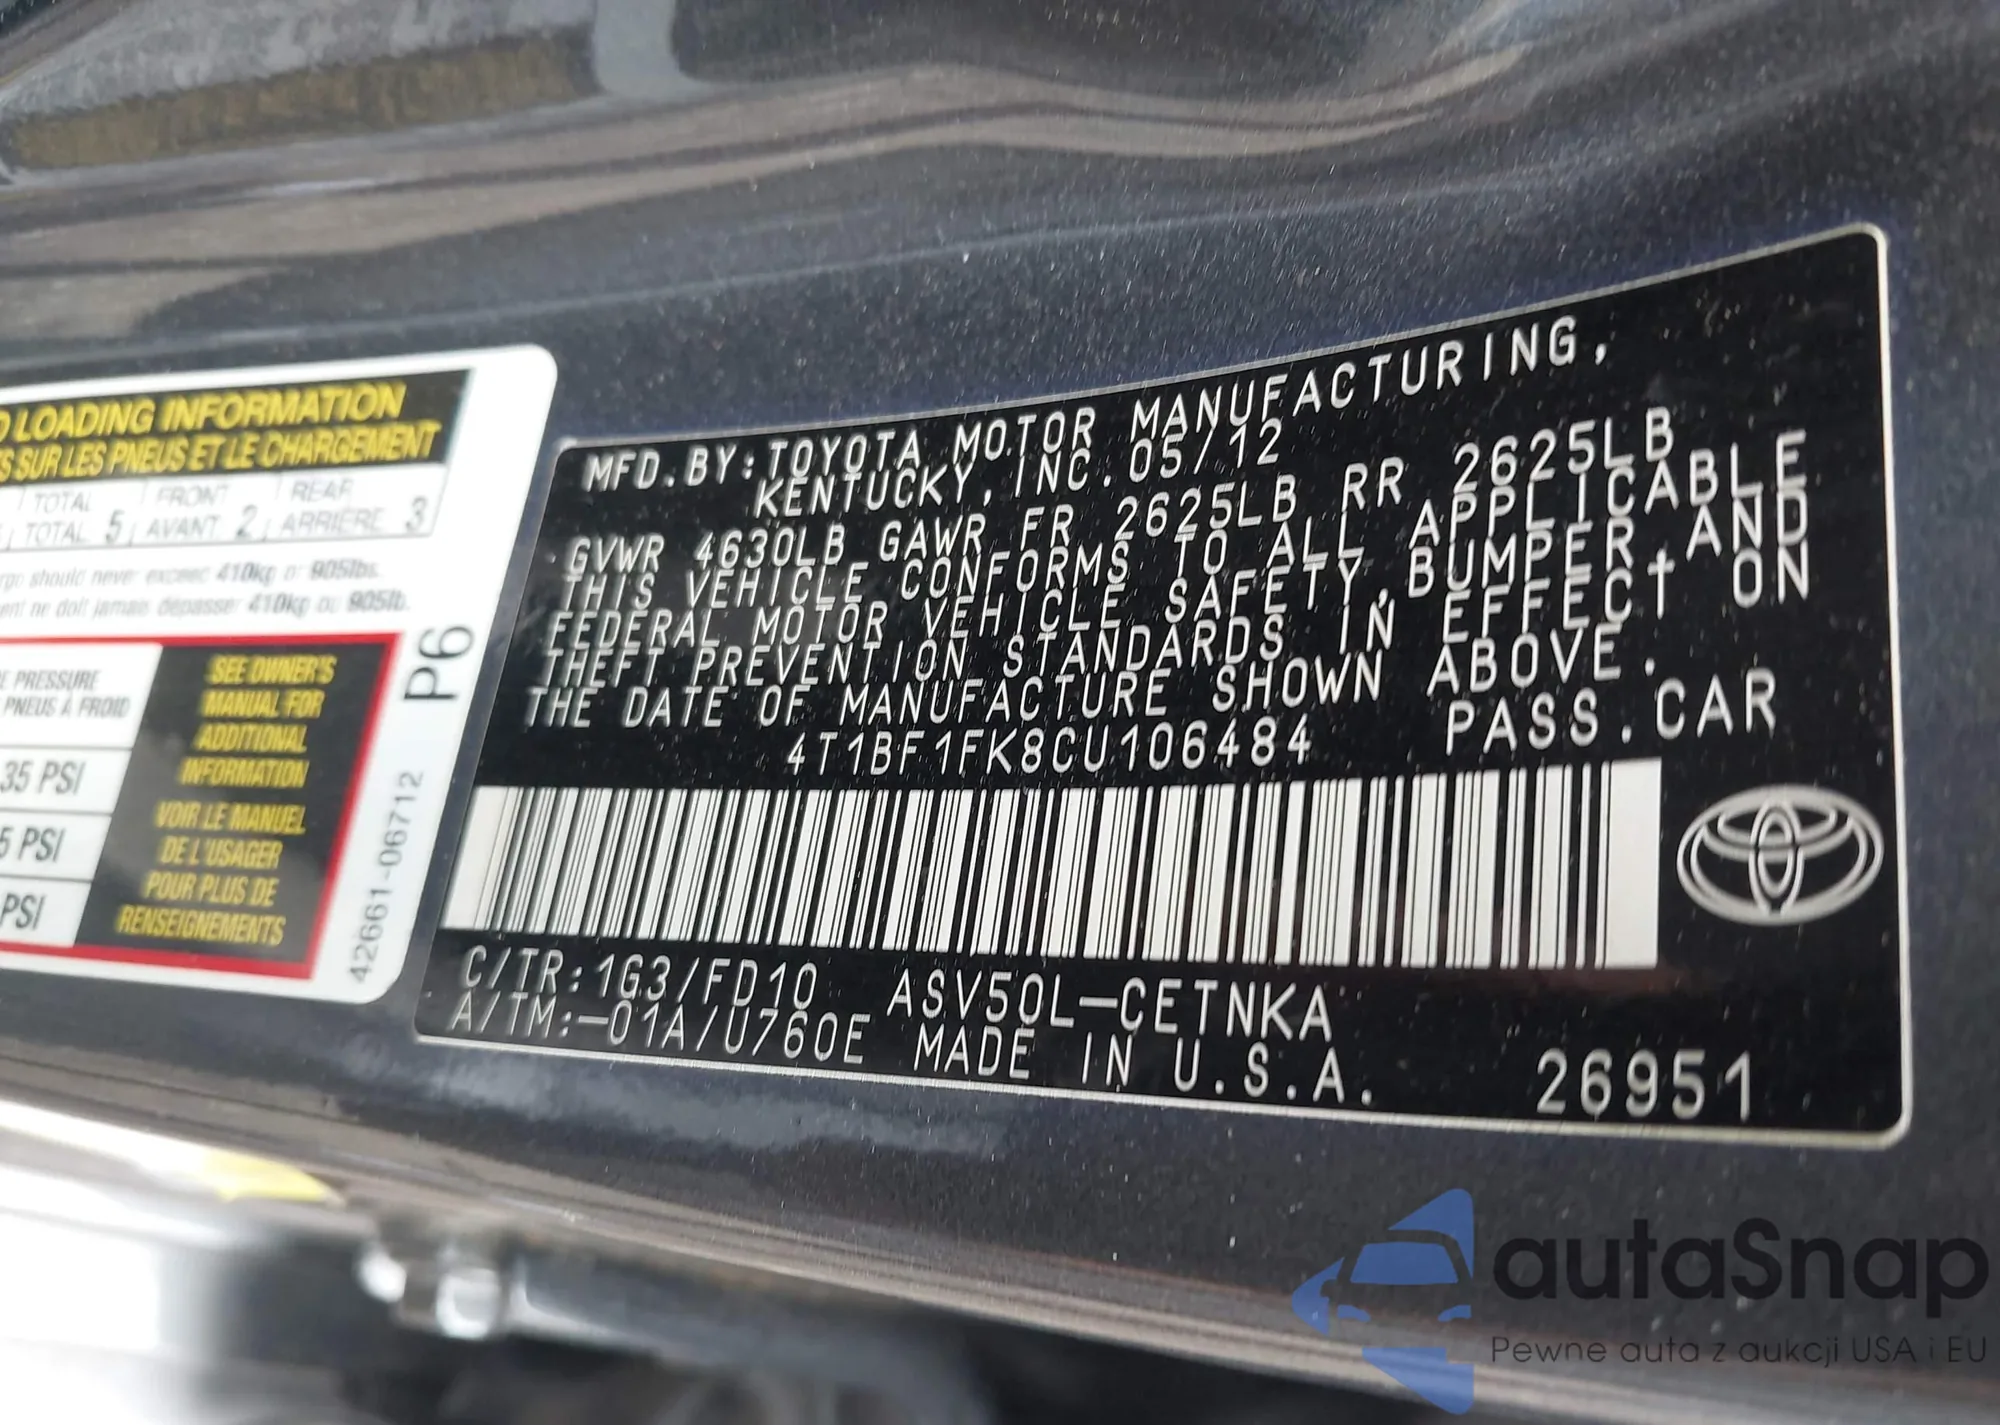 D LOADING INFORMATION
S SUR LES PNEUS ET LE CHARGEMENT
TOTAL FRONT REAR
TOTAL 5 AVANT 2 ARRIÈRE 3
should never exceed 410kg or 905lbs.
ne doit jamais dépasser 410kg ou 905lb.
PRESSURE
PNEUS À FROID
35 PSI
5 PSI
PSI
SEE OWNER'S
MANUAL FOR
ADDITIONAL
INFORMATION
VOIR LE MANUEL
DE L'USAGER
POUR PLUS DE
RENSEIGNEMENTS
P6
42661-06712
MFD.BY:TOYOTA MOTOR MANUFACTURING,
KENTUCKY, INC.05/12
GVWR 4630LB GAWR FR 2625LB RR 2625LB
THIS VEHICLE CONFORMS TO ALL APPLICABLE
FEDERAL MOTOR VEHICLE SAFETY,BUMPER,AND
THEFT PREVENTION STANDARDS IN EFFECT ON
THE DATE OF MANUFACTURE SHOWN ABOVE.
4T1BF1FK8CU106484 PASS.CAR
C/TR:1G3/FD10 ASV50L-CETNKA
A/TM:-01A/U760E MADE IN U.S.A. 26951
autaSnap
Pewne auta z aukcji USA i EU